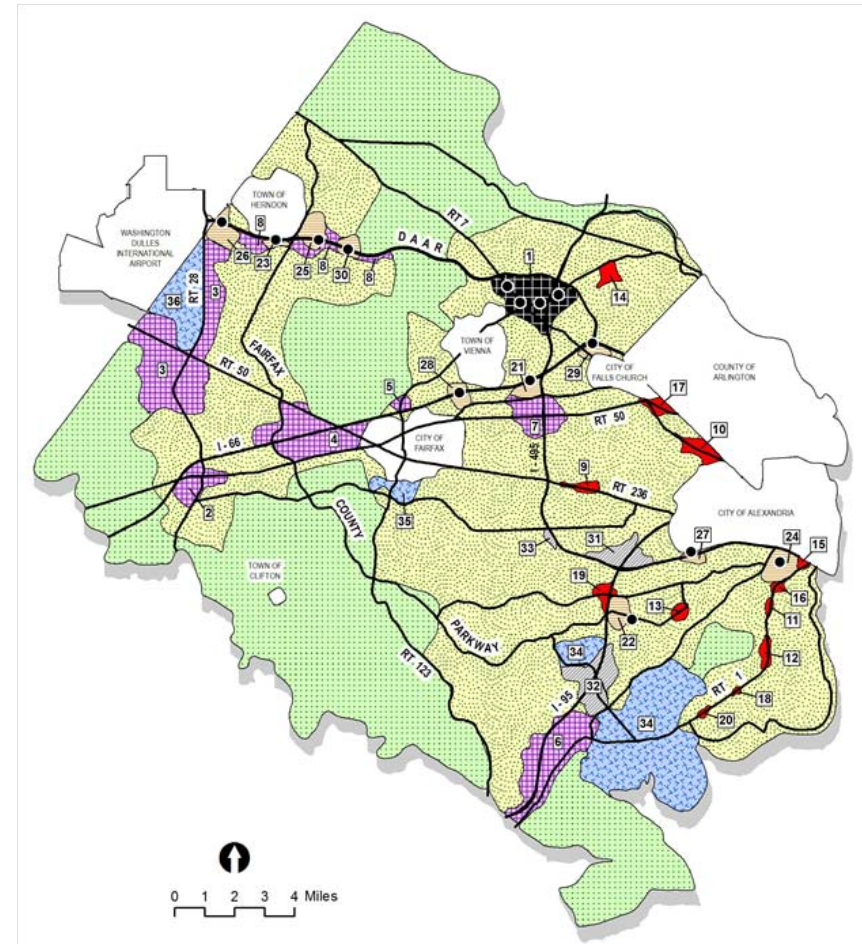 TOWN OF
HERNDON
WASHINGTON
DULLES
INTERNATIONAL
AIRPORT
RT 7
DAAR
8
26
23
25
8
30
8
1
14
36
RT 28
3
3
TOWN OF
VIENNA
FAIRFAX
RT 50
28
21
29
CITY OF
FALLS CHURCH
COUNTY OF
ARLINGTON
5
17
4
CITY OF
FAIRFAX
7
RT 50
10
I - 66
I - 495
9
RT 236
2
35
COUNTY
CITY OF ALEXANDRIA
33
31
27
24
15
TOWN OF
CLIFTON
19
16
13
11
PARKWAY
22
12
34
RT. 123
32
RT 1
18
I - 95
34
20
6
0 1 2 3 4 Miles